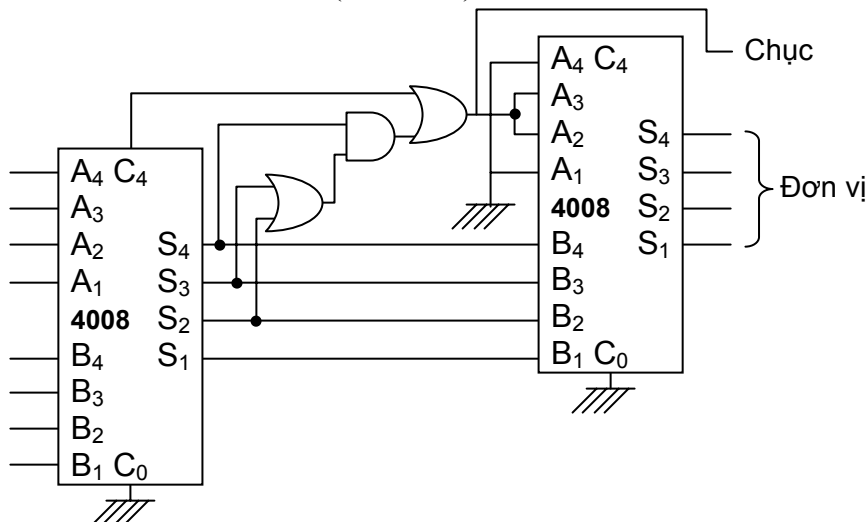 Chục
A₄ C₄
A₃
A₂ S₄
A₁ S₃
4008 S₂
B₄ S₁
B₃
B₂
B₁ C₀
Đơn vị
A₄ C₄
A₃
A₂ S₄
A₁ S₃
4008 S₂
B₄ S₁
B₃
B₂
B₁ C₀